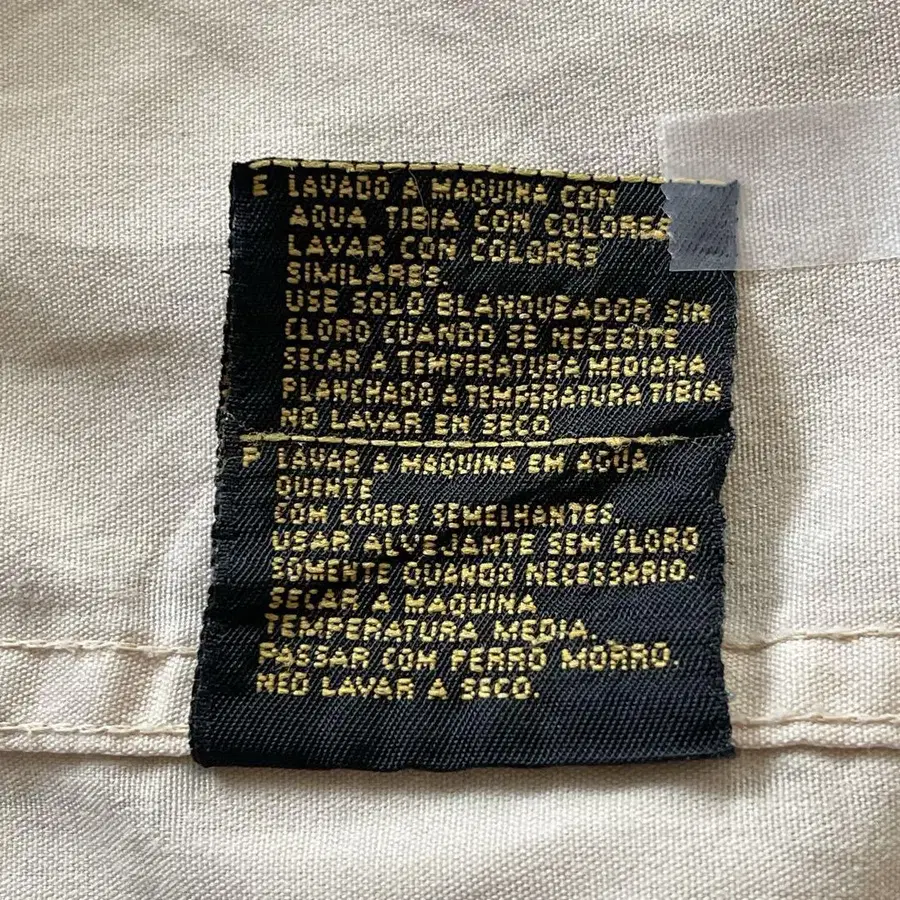 E LAVADO A MAQUINA CON
AQUA TIBIA CON COLORES
LAVAR CON COLORES
SIMILARES.
USE SOLO BLANQUEADOR SIN
CLORO CUANDO SE NECESITE
SECAR A TEMPERATURA MEDIANA
PLANCHADO A TEMPERATURA TIBIA
NO LAVAR EN SECO
P LAVAR A MAQUINA EM AGUA
QUENTE
COM CORES SEMELHANTES.
USAR ALVEJANTE SEM CLORO
SOMENTE QUANDO NECESSARIO.
SECAR A MAQUINA
TEMPERATURA MEDIA.
PASSAR COM FERRO MORRO.
NEO LAVAR A SECO.